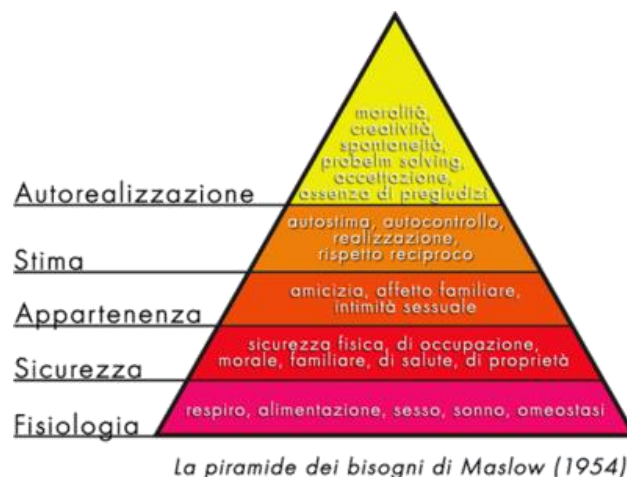 moralità,
creatività,
spontaneità,
probelm solving,
accettazione,
assenza di pregiudizi
Autorealizzazione
autostima, autocontrollo,
realizzazione,
rispetto reciproco
Stima
amicizia, affetto familiare,
intimità sessuale
Appartenenza
sicurezza fisica, di occupazione,
morale, familiare, di salute, di proprietà
Sicurezza
respiro, alimentazione, sesso, sonno, omeostasi
Fisiologia
La piramide dei bisogni di Maslow (1954)